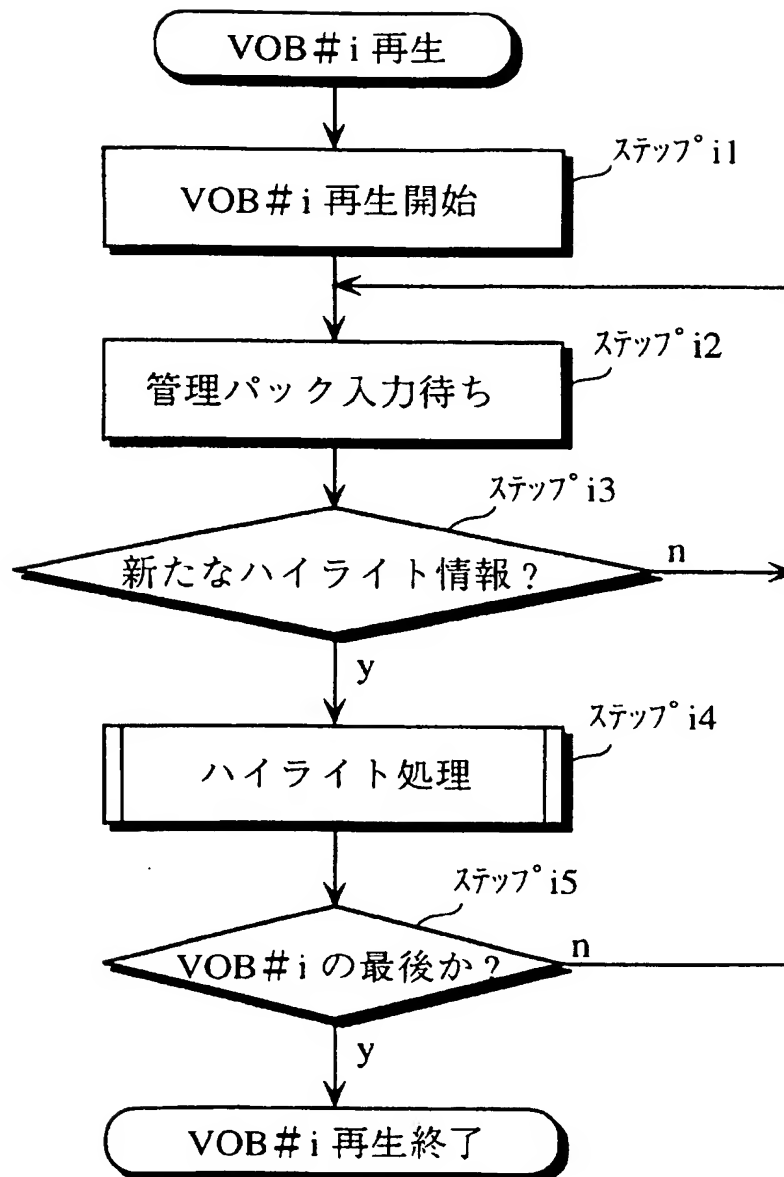 VOB#i 再生
ステップ i1
VOB#i 再生開始
ステップ i2
管理パック入力待ち
ステップ i3
新たなハイライト情報?
n
y
ステップ i4
ハイライト処理
ステップ i5
VOB#i の最後か?
n
y
VOB#i 再生終了